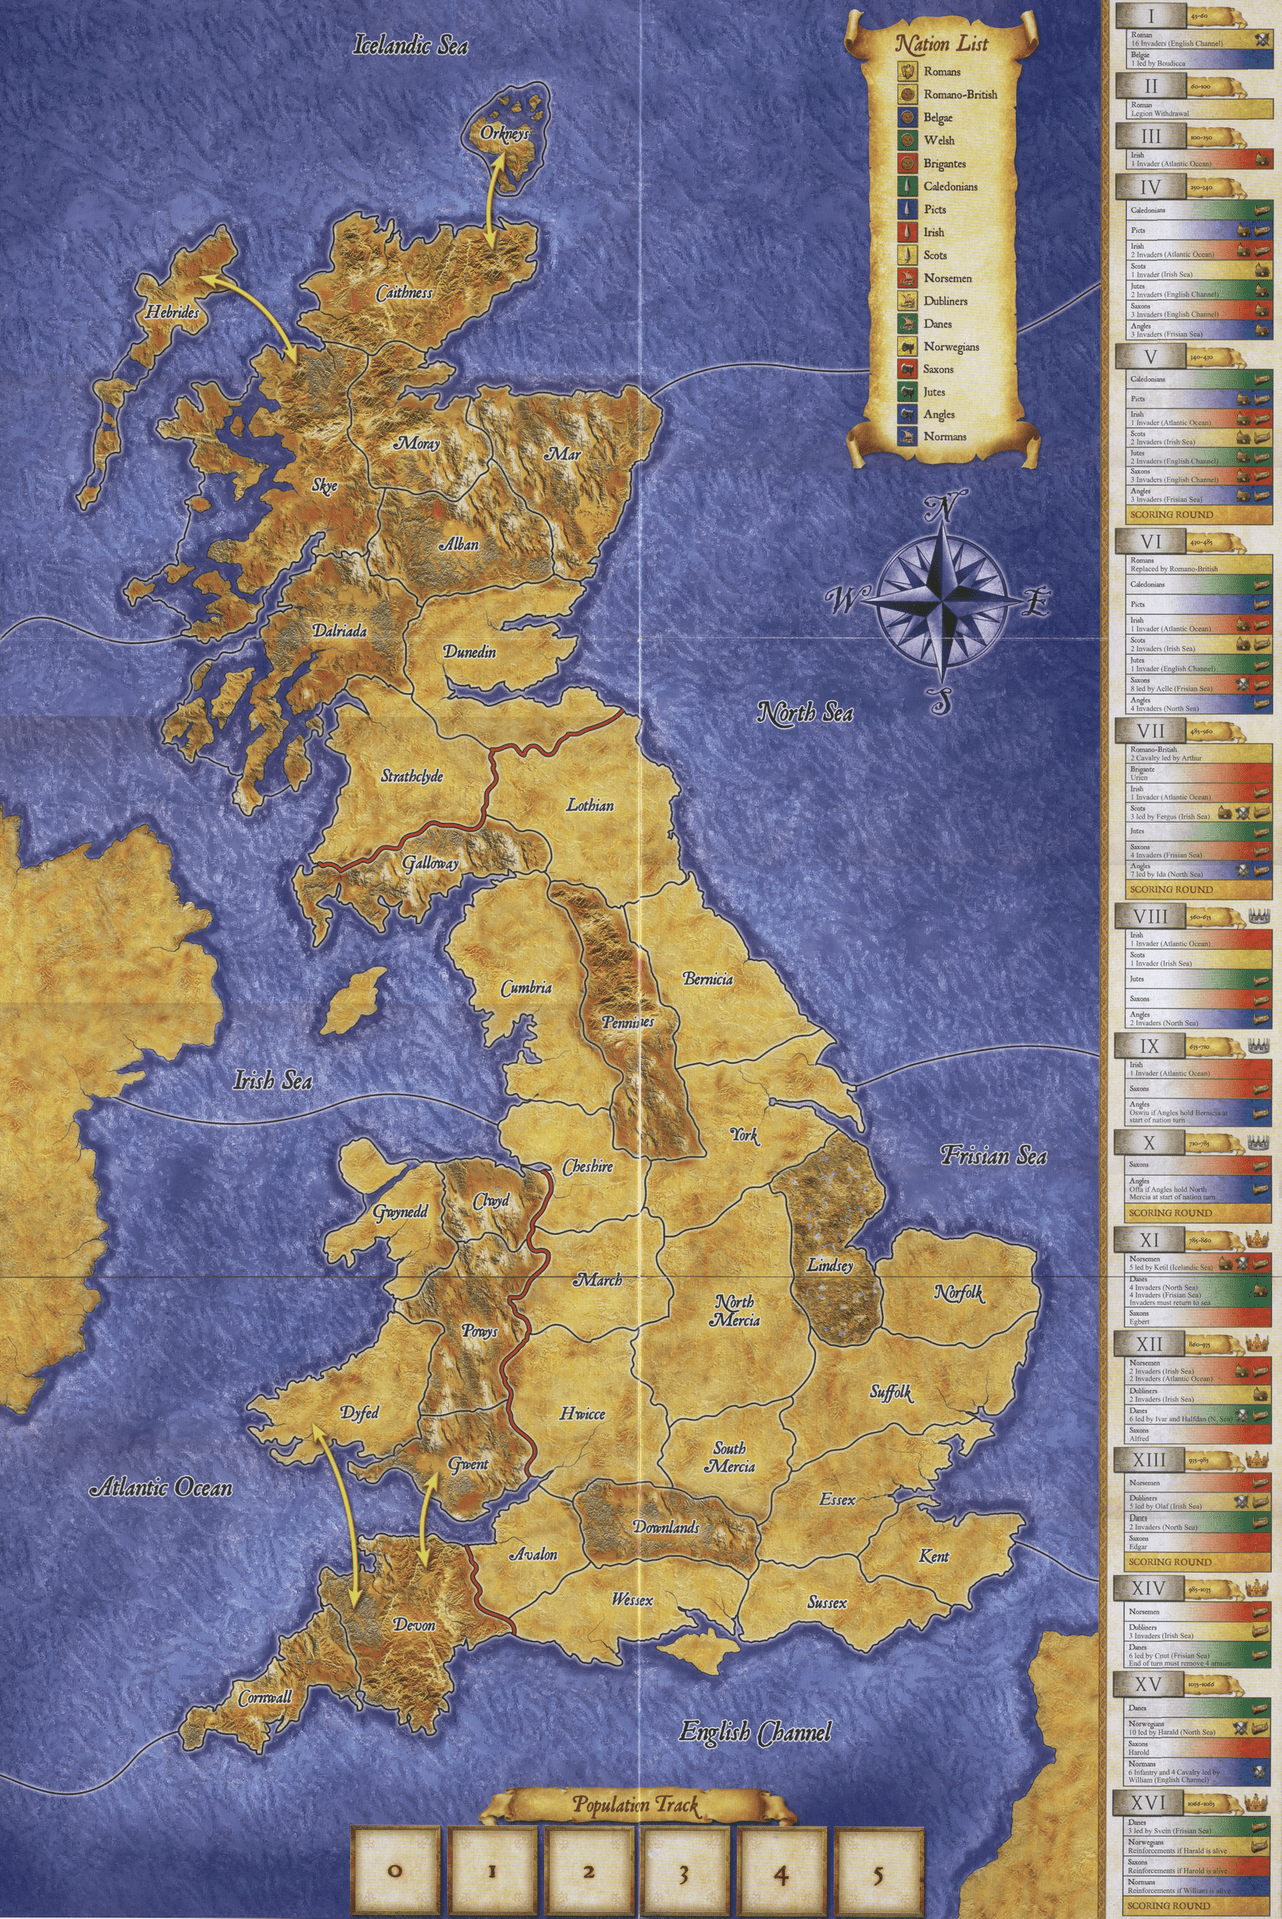 Icelandic Sea
Orkneys
Caithness
Hebrides
Moray
Mar
Skye
Alban
Dalriada
Dunedin
North Sea
Strathclyde
Lothian
Galloway
Cumbria
Bernicia
Pennines
Irish Sea
York
Cheshire
Frisian Sea
Clwyd
Gwynedd
Lindsey
March
Norfolk
North
Mercia
Powys
Suffolk
Dyfed
Hwicce
South
Mercia
Gwent
Atlantic Ocean
Essex
Downlands
Avalon
Kent
Wessex
Sussex
Devon
Cornwall
English Channel
Population Track
0 1 2 3 4 5
N
W E
S
Nation List
Romans
Romano-British
Belgae
Welsh
Brigantes
Caledonians
Picts
Irish
Scots
Norsemen
Dubliners
Danes
Norwegians
Saxons
Jutes
Angles
Normans
I 43-60
Roman
16 Invaders (English Channel)
Belgae
1 led by Boudicca
II 60-100
Roman
Legion Withdrawal
III 100-250
Irish
1 Invader (Atlantic Ocean)
IV 250-340
Caledonians
Picts
Irish
2 Invaders (Atlantic Ocean)
Scots
1 Invader (Irish Sea)
Jutes
2 Invaders (English Channel)
Saxons
3 Invaders (English Channel)
Angles
3 Invaders (Frisian Sea)
V 340-470
Caledonians
Picts
Irish
1 Invader (Atlantic Ocean)
Scots
2 Invaders (Irish Sea)
Jutes
2 Invaders (English Channel)
Saxons
3 Invaders (English Channel)
Angles
3 Invaders (Frisian Sea)
SCORING ROUND
VI 470-485
Romans
Replaced by Romano-British
Caledonians
Picts
Irish
1 Invader (Atlantic Ocean)
Scots
2 Invaders (Irish Sea)
Jutes
1 Invader (English Channel)
Saxons
8 led by Aelle (Frisian Sea)
Angles
4 Invaders (North Sea)
VII 485-560
Romano-British
2 Cavalry led by Arthur
Brigante
Urien
Irish
1 Invader (Atlantic Ocean)
Scots
3 led by Fergus (Irish Sea)
Jutes
Saxons
4 Invaders (Frisian Sea)
Angles
7 led by Ida (North Sea)
SCORING ROUND
VIII 560-635
Irish
1 Invader (Atlantic Ocean)
Scots
1 Invader (Irish Sea)
Jutes
Saxons
Angles
2 Invaders (North Sea)
IX 635-710
Irish
1 Invader (Atlantic Ocean)
Saxons
Angles
Oswiu if Angles hold Bernicia at
start of nation turn
X 710-785
Saxons
Angles
Offa if Angles hold North
Mercia at start of nation turn
SCORING ROUND
XI 785-860
Norsemen
5 led by Ketil (Icelandic Sea)
Danes
4 Invaders (North Sea)
4 Invaders (Frisian Sea)
Invaders must return to sea
Saxons
Egbert
XII 860-935
Norsemen
2 Invaders (Irish Sea)
2 Invaders (Atlantic Ocean)
Dubliners
2 Invaders (Irish Sea)
Danes
6 led by Ivar and Halfdan (N. Sea)
Saxons
Alfred
XIII 935-985
Norsemen
Dubliners
5 led by Olaf (Irish Sea)
Danes
2 Invaders (North Sea)
Saxons
Edgar
SCORING ROUND
XIV 985-1035
Norsemen
Dubliners
3 Invaders (Irish Sea)
Danes
6 led by Cnut (Frisian Sea)
End of turn must remove 4 armies
XV 1035-1066
Danes
Norwegians
10 led by Harald (North Sea)
Saxons
Harold
Normans
6 Infantry and 4 Cavalry led by
William (English Channel)
XVI 1066-1085
Danes
3 led by Svein (Frisian Sea)
Norwegians
Reinforcements if Harald is alive
Saxons
Reinforcements if Harold is alive
Normans
Reinforcements if William is alive
SCORING ROUND